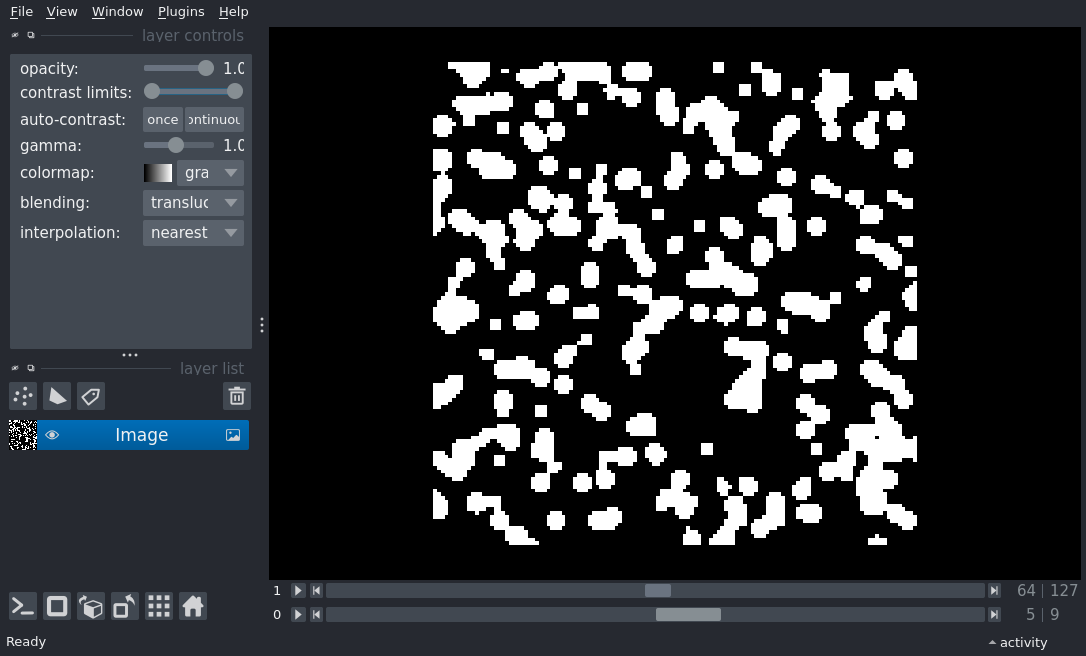 File View Window Plugins Help
layer controls
opacity: 1.0
contrast limits:
auto-contrast: once ontinuou
gamma: 1.0
colormap: gra
blending: transluc
interpolation: nearest
layer list
Image
1 64 | 127
0 5 | 9
Ready activity